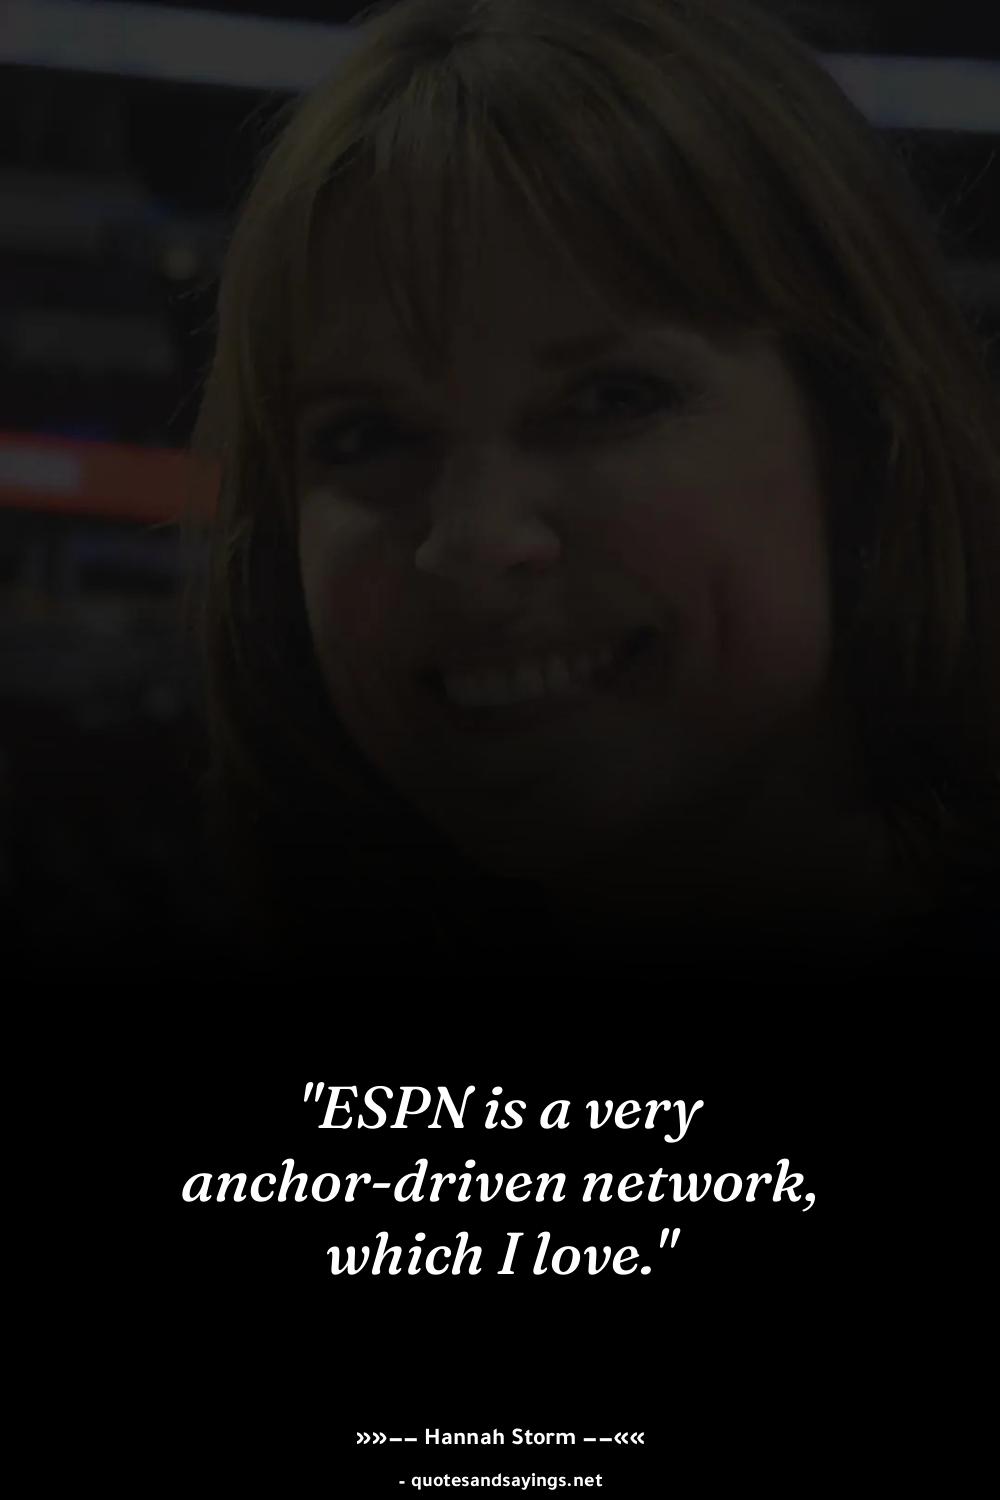 "ESPN is a very
anchor-driven network,
which I love."
»»−− Hannah Storm −−««
- quotesandsayings.net